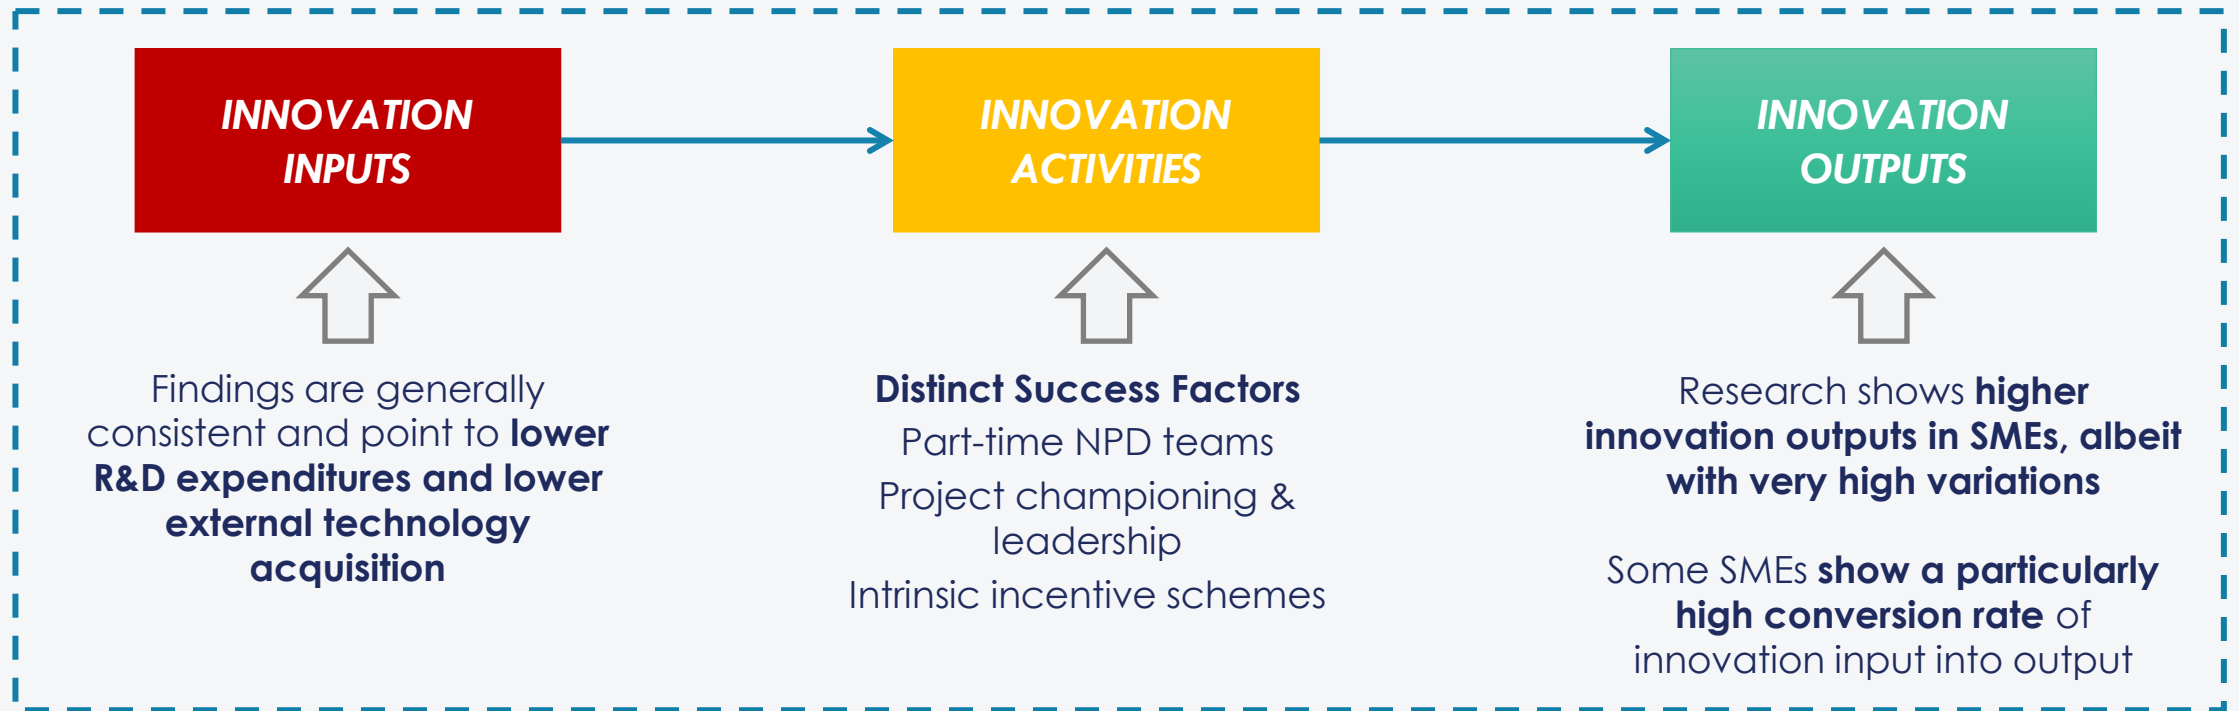 INNOVATION
INPUTS
INNOVATION
ACTIVITIES
INNOVATION
OUTPUTS
Findings are generally
consistent and point to lower
R&D expenditures and lower
external technology
acquisition
Distinct Success Factors
Part-time NPD teams
Project championing &
leadership
Intrinsic incentive schemes
Research shows higher
innovation outputs in SMEs, albeit
with very high variations
Some SMEs show a particularly
high conversion rate of
innovation input into output